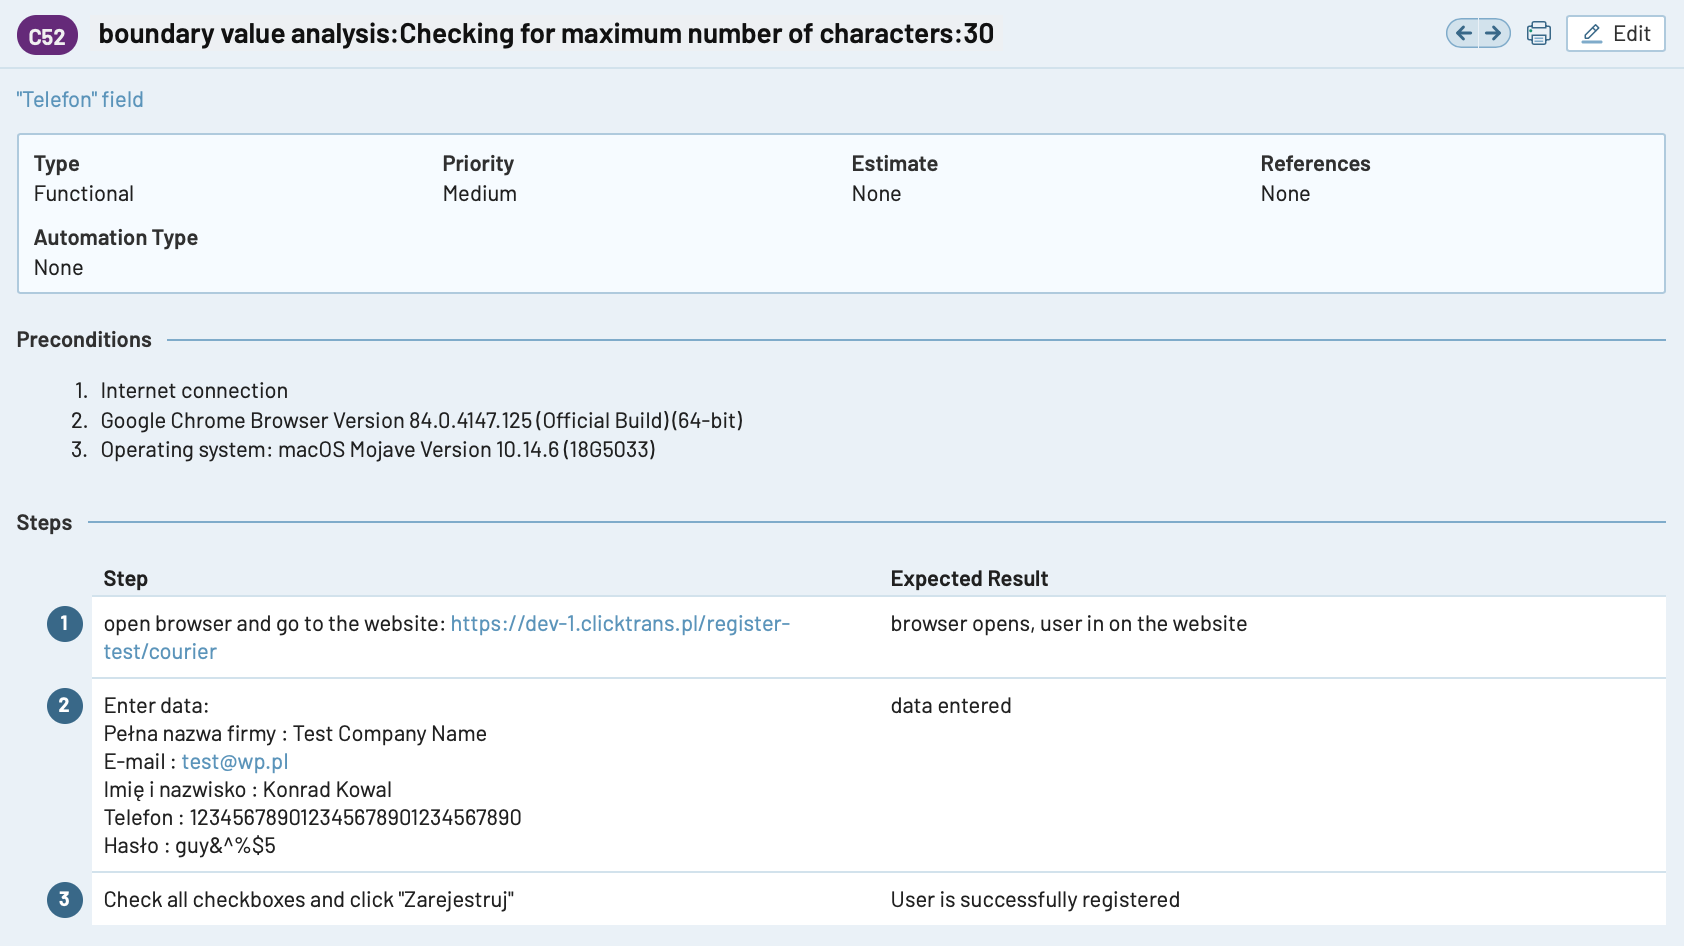 C52 boundary value analysis:Checking for maximum number of characters:30
Edit
"Telefon" field
Type Priority Estimate References
Functional Medium None None
Automation Type
None
Preconditions
1. Internet connection
2. Google Chrome Browser Version 84.0.4147.125 (Official Build) (64-bit)
3. Operating system: macOS Mojave Version 10.14.6 (18G5033)
Steps
Step Expected Result
1 open browser and go to the website: https://dev-1.clicktrans.pl/register- browser opens, user in on the website
test/courier
2 Enter data: data entered
Pełna nazwa firmy : Test Company Name
E-mail : test@wp.pl
Imię i nazwisko : Konrad Kowal
Telefon : 123456789012345678901234567890
Hasło : guy&^%$5
3 Check all checkboxes and click "Zarejestruj" User is successfully registered